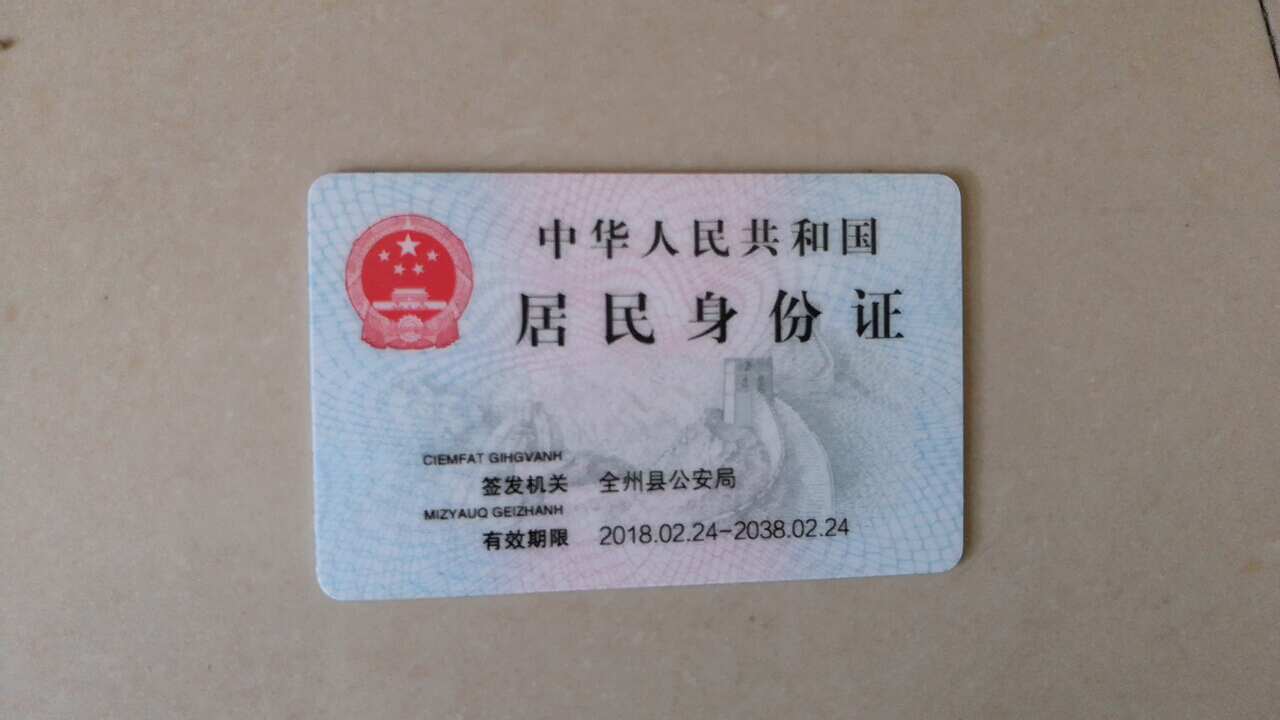 中华人民共和国
居民身份证
CIEMFAT GIHGVANH
签发机关 全州县公安局
MIZYAUQ GEIZHANH
有效期限 2018.02.24-2038.02.24